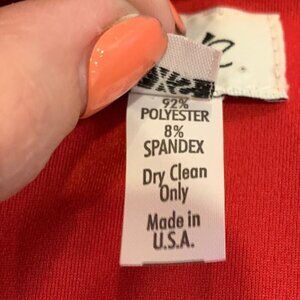 92%
POLYESTER
8%
SPANDEX
Dry Clean
Only
Made in
U.S.A.